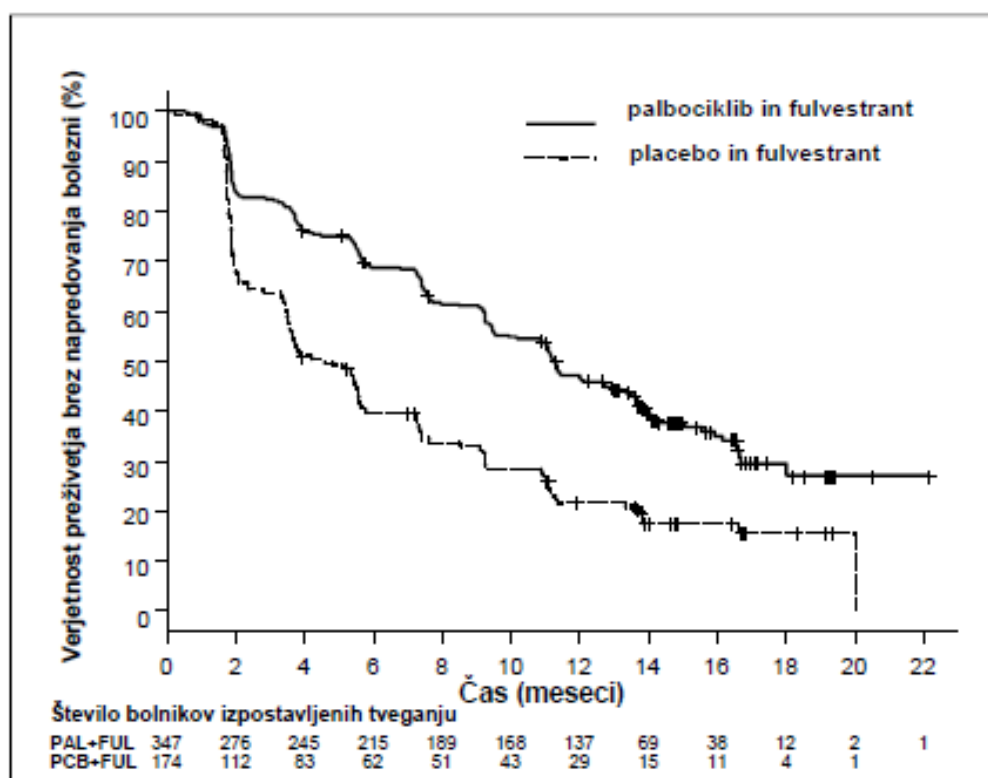 Verjetnost preživetja brez napredovanja bolezni (%)
palbociklib in fulvestrant
placebo in fulvestrant
100
90
80
70
60
50
40
30
20
10
0
0 2 4 6 8 10 12 14 16 18 20 22
Čas (meseci)
Število bolnikov izpostavljenih tveganju
PAL+FUL 347 276 245 215 189 168 137 69 38 12 2 1
PCB+FUL 174 112 83 62 51 43 29 15 11 4 1